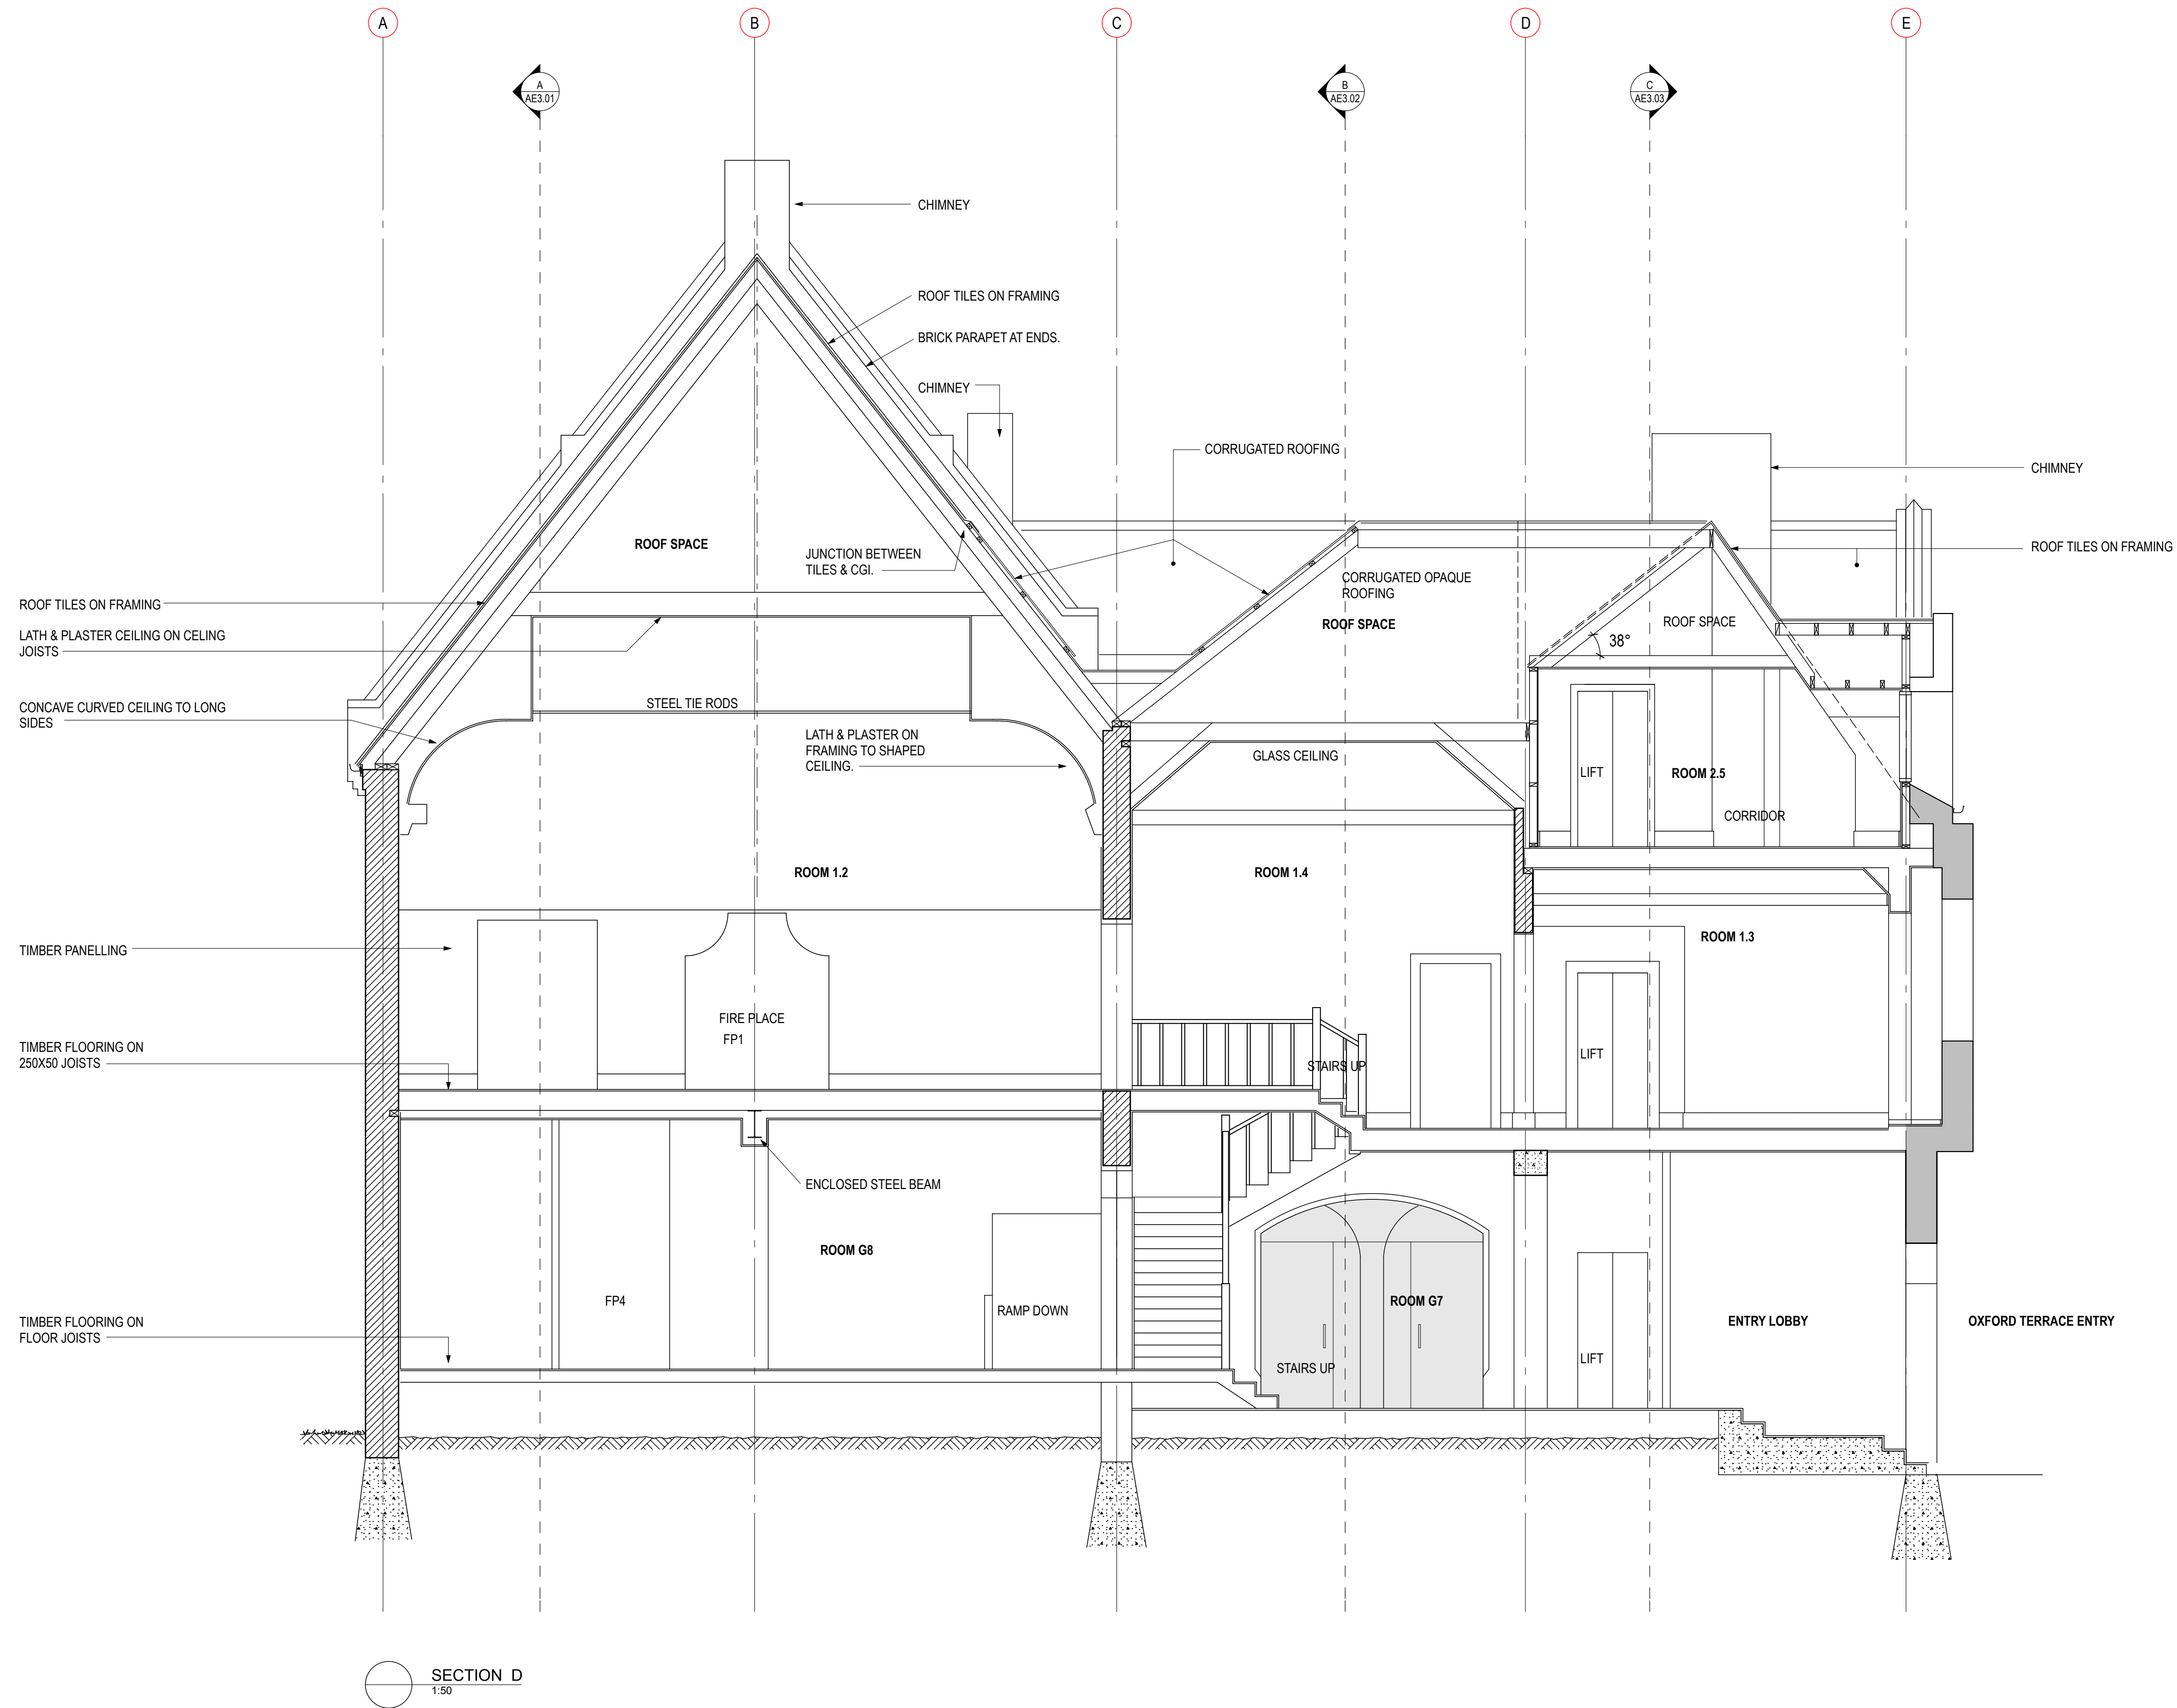 A
B
C
D
E
A
AE3.01
B
AE3.02
C
AE3.03
CHIMNEY
ROOF TILES ON FRAMING
BRICK PARAPET AT ENDS.
CHIMNEY
CORRUGATED ROOFING
CHIMNEY
ROOF SPACE
JUNCTION BETWEEN
TILES & CGI.
ROOF TILES ON FRAMING
CORRUGATED OPAQUE
ROOFING
ROOF SPACE
ROOF SPACE
38°
ROOF TILES ON FRAMING
LATH & PLASTER CEILING ON CELING
JOISTS
CONCAVE CURVED CEILING TO LONG
SIDES
STEEL TIE RODS
LATH & PLASTER ON
FRAMING TO SHAPED
CEILING.
GLASS CEILING
LIFT
ROOM 2.5
CORRIDOR
ROOM 1.2
ROOM 1.4
ROOM 1.3
TIMBER PANELLING
FIRE PLACE
FP1
TIMBER FLOORING ON
250X50 JOISTS
STAIRS UP
LIFT
ENCLOSED STEEL BEAM
ROOM G8
FP4
RAMP DOWN
ROOM G7
ENTRY LOBBY
OXFORD TERRACE ENTRY
TIMBER FLOORING ON
FLOOR JOISTS
STAIRS UP
LIFT
SECTION D
1:50